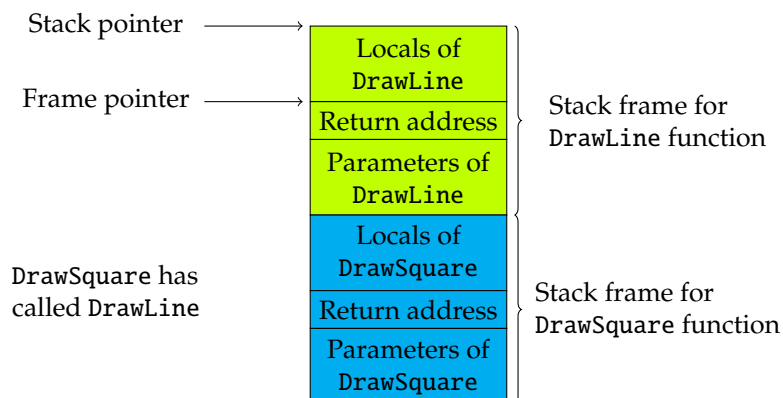 Stack pointer
Locals of
DrawLine
Frame pointer
Return address
Stack frame for
DrawLine function
Parameters of
DrawLine
Locals of
DrawSquare
DrawSquare has
called DrawLine
Return address
Stack frame for
DrawSquare function
Parameters of
DrawSquare